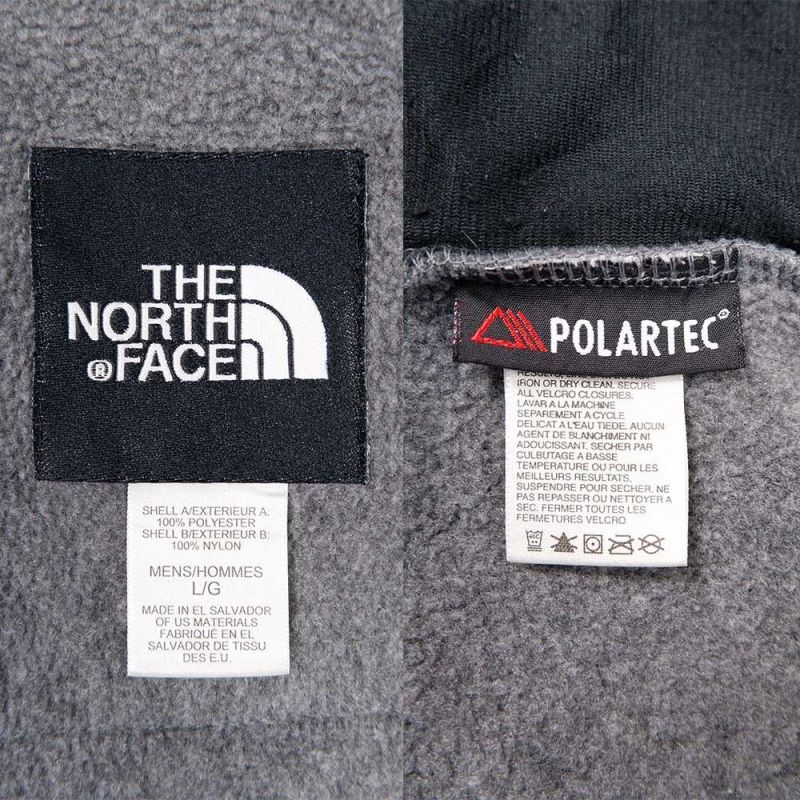 THE
NORTH
® FACE
SHELL A/EXTERIEUR A:
100% POLYESTER
SHELL B/EXTERIEUR B:
100% NYLON
MENS/HOMMES
L/G
MADE IN EL SALVADOR
OF US MATERIALS
FABRIQUÉ EN EL
SALVADOR DE TISSU
DES E.U.
POLARTEC®
IRON OR DRY CLEAN. SECURE
ALL VELCRO CLOSURES.
LAVAR A LA MACHINE
SEPAREMENT A CYCLE
DELICAT A L'EAU TIEDE. AUCUN
AGENT DE BLANCHIMENT NI
ADOUCISSANT. SECHER PAR
CULBUTAGE A BASSE
TEMPERATURE OU POUR LES
MEILLEURS RESULTATS.
SUSPENDRE POUR SECHER. NE
PAS REPASSER OU NETTOYER A
SEC. FERMER TOUTES LES
FERMETURES VELCRO